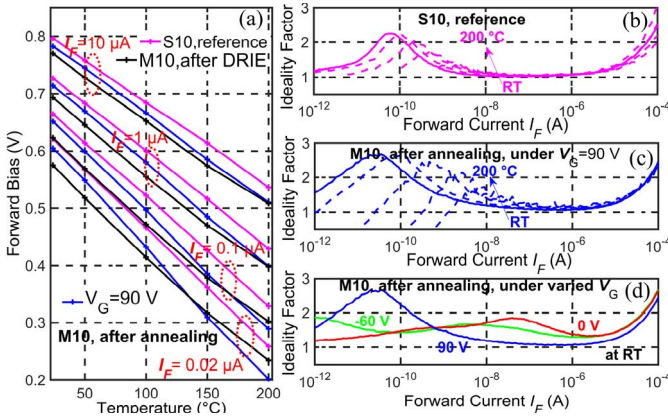 (a)
I_F = 10 µA
S10,reference
M10,after DRIE
I_F = 1 µA
I_F = 0.1 µA
V_G=90 V
M10, after annealing
I_F = 0.02 µA
Forward Bias (V)
0.8
0.7
0.6
0.5
0.4
0.3
0.2
50
100
150
200
Temperature (°C)
(b)
S10, reference
200 °C
RT
Ideality Factor
3
2
1
10⁻¹²
10⁻¹⁰
10⁻⁸
10⁻⁶
10⁻⁴
Forward Current I_F (A)
(c)
M10, after annealing, under V_G=90 V
200 °C
RT
Ideality Factor
3
2
1
10⁻¹²
10⁻¹⁰
10⁻⁸
10⁻⁶
10⁻⁴
Forward Current I_F (A)
(d)
M10, after annealing, under varied V_G
-60 V
0 V
90 V
at RT
Ideality Factor
3
2
1
10⁻¹²
10⁻¹⁰
10⁻⁸
10⁻⁶
10⁻⁴
Forward Current I_F (A)